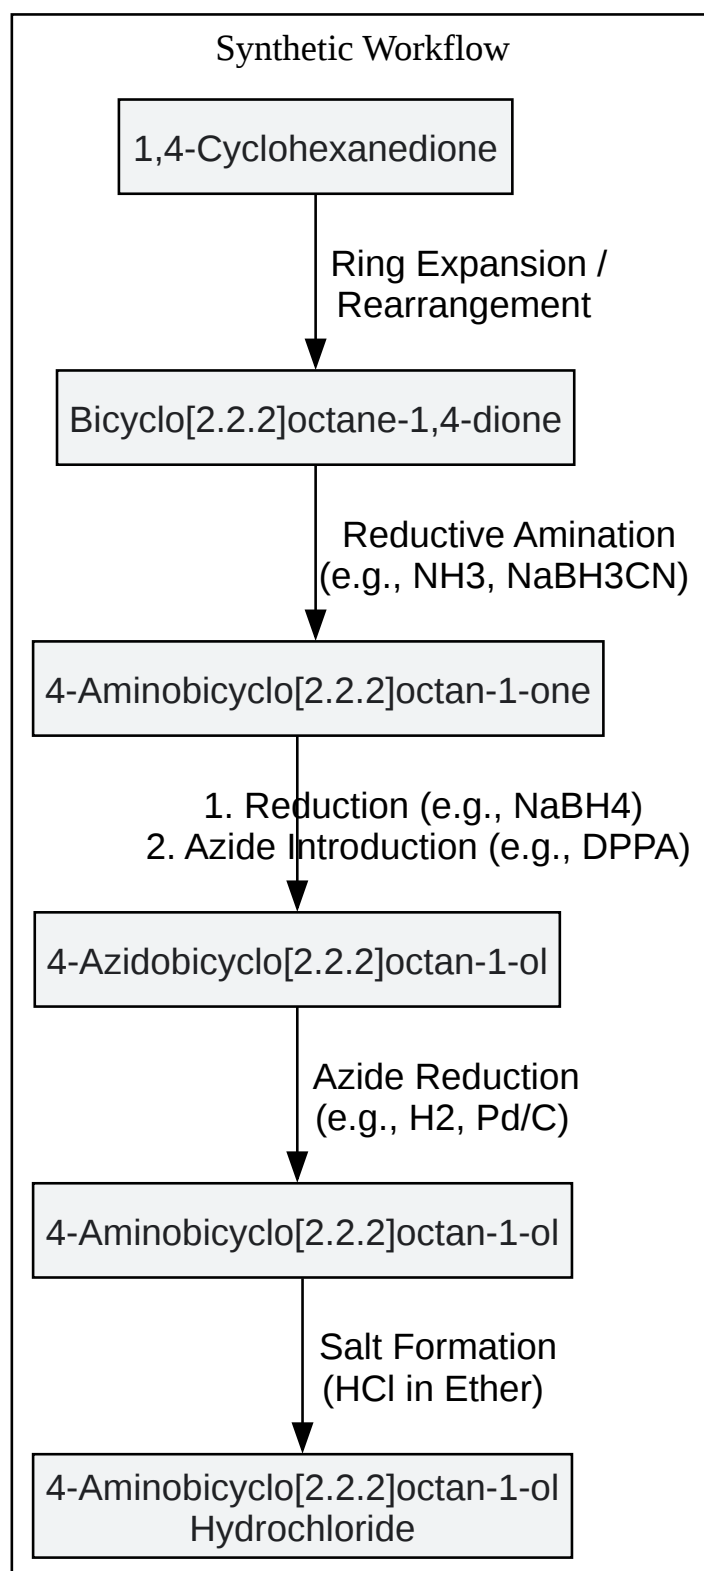 Synthetic Workflow
1,4-Cyclohexanedione
Ring Expansion /
Rearrangement
Bicyclo[2.2.2]octane-1,4-dione
Reductive Amination
(e.g., NH3, NaBH3CN)
4-Aminobicyclo[2.2.2]octan-1-one
1. Reduction (e.g., NaBH4)
2. Azide Introduction (e.g., DPPA)
4-Azidobicyclo[2.2.2]octan-1-ol
Azide Reduction
(e.g., H2, Pd/C)
4-Aminobicyclo[2.2.2]octan-1-ol
Salt Formation
(HCl in Ether)
4-Aminobicyclo[2.2.2]octan-1-ol
Hydrochloride